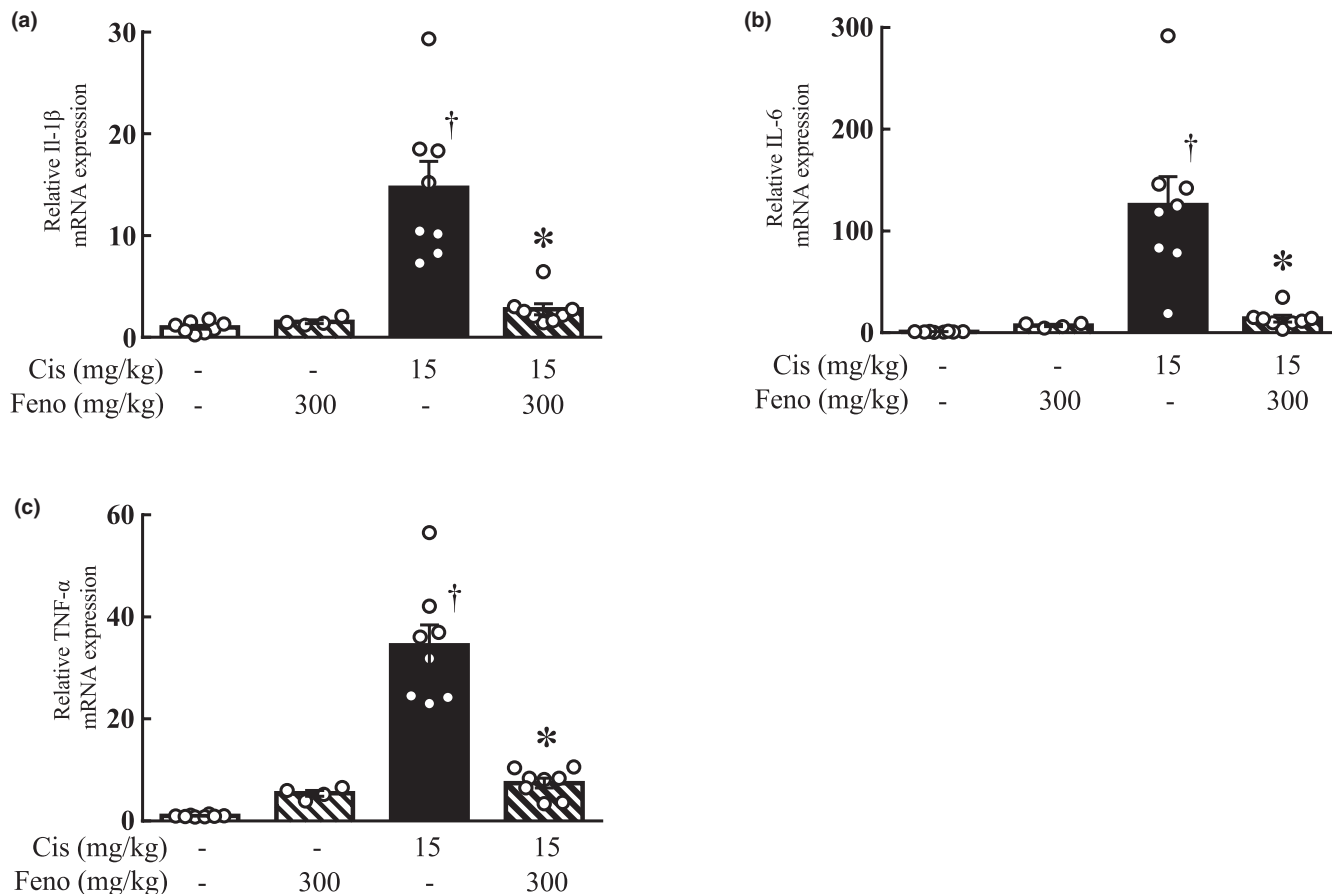 (a)
Relative Il-1β
mRNA expression
30
20
10
0
†
*
Cis (mg/kg) - - 15 15
Feno (mg/kg) - 300 - 300
(b)
Relative IL-6
mRNA expression
300
200
100
0
†
*
Cis (mg/kg) - - 15 15
Feno (mg/kg) - 300 - 300
(c)
Relative TNF-α
mRNA expression
60
40
20
0
†
*
Cis (mg/kg) - - 15 15
Feno (mg/kg) - 300 - 300